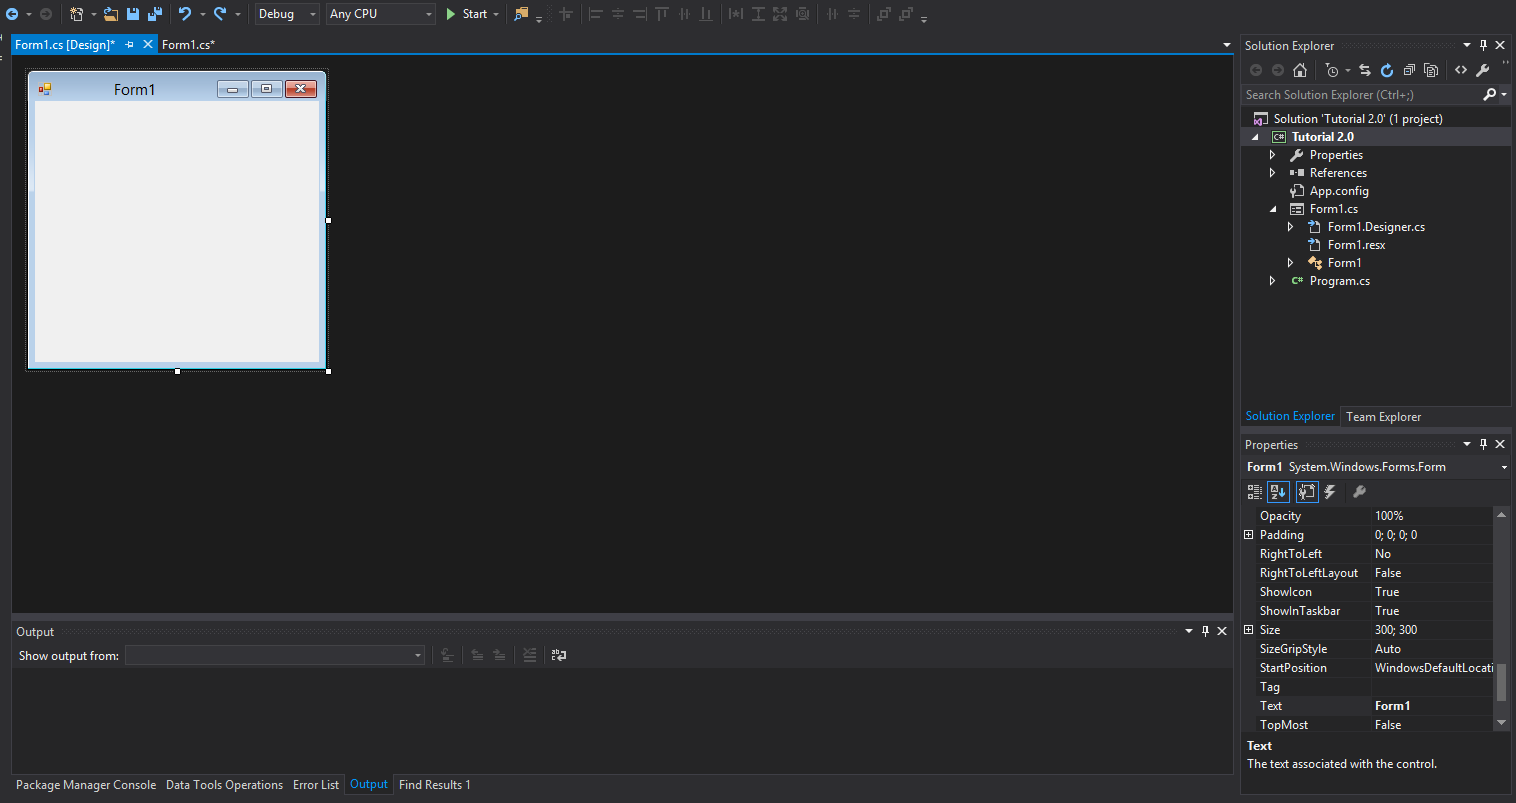 Debug Any CPU Start
Form1.cs [Design]* Form1.cs*
Form1
Output
Show output from:
Package Manager Console Data Tools Operations Error List Output Find Results 1
Solution Explorer
Search Solution Explorer (Ctrl+;)
Solution 'Tutorial 2.0' (1 project)
C# Tutorial 2.0
Properties
References
App.config
Form1.cs
Form1.Designer.cs
Form1.resx
Form1
C# Program.cs
Solution Explorer Team Explorer
Properties
Form1 System.Windows.Forms.Form
Opacity 100%
Padding 0; 0; 0; 0
RightToLeft No
RightToLeftLayout False
ShowIcon True
ShowInTaskbar True
Size 300; 300
SizeGripStyle Auto
StartPosition WindowsDefaultLocati
Tag
Text Form1
TopMost False
Text
The text associated with the control.